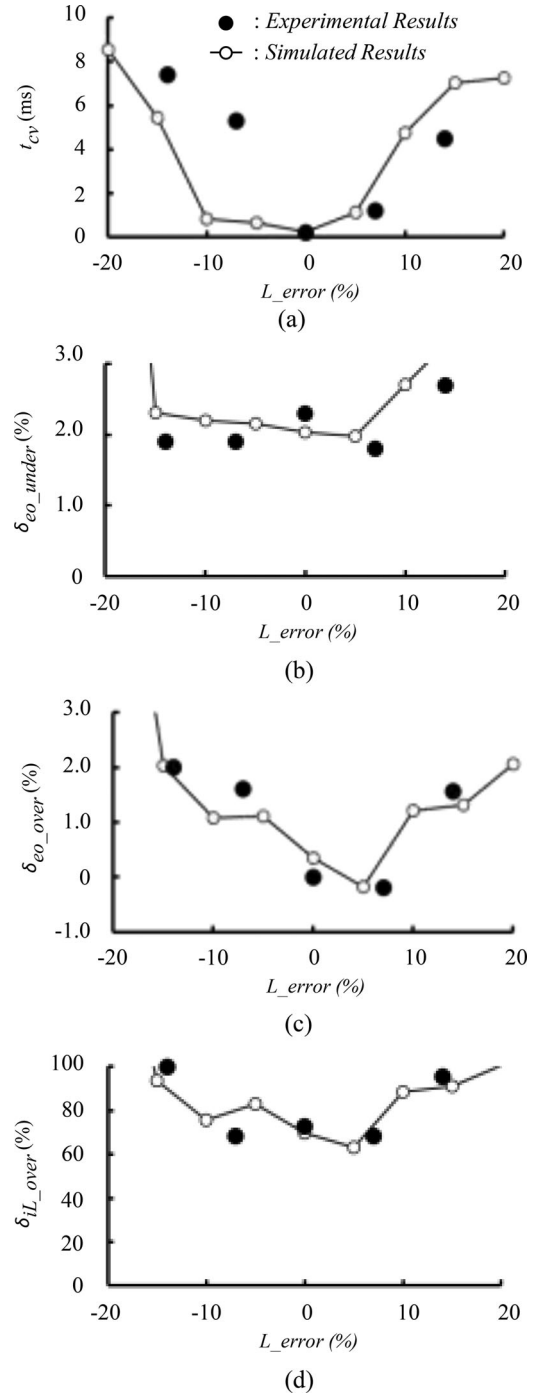 ● : Experimental Results
○ : Simulated Results
10
8
6
4
2
0
t_cv (ms)
-20 -10 0 10 20
L_error (%)
(a)
3.0
2.0
1.0
0
δ_eo_under (%)
-20 -10 0 10 20
L_error (%)
(b)
3.0
2.0
1.0
0
-1.0
δ_eo_over (%)
-20 -10 0 10 20
L_error (%)
(c)
100
80
60
40
20
0
δ_iL_over (%)
-20 -10 0 10 20
L_error (%)
(d)